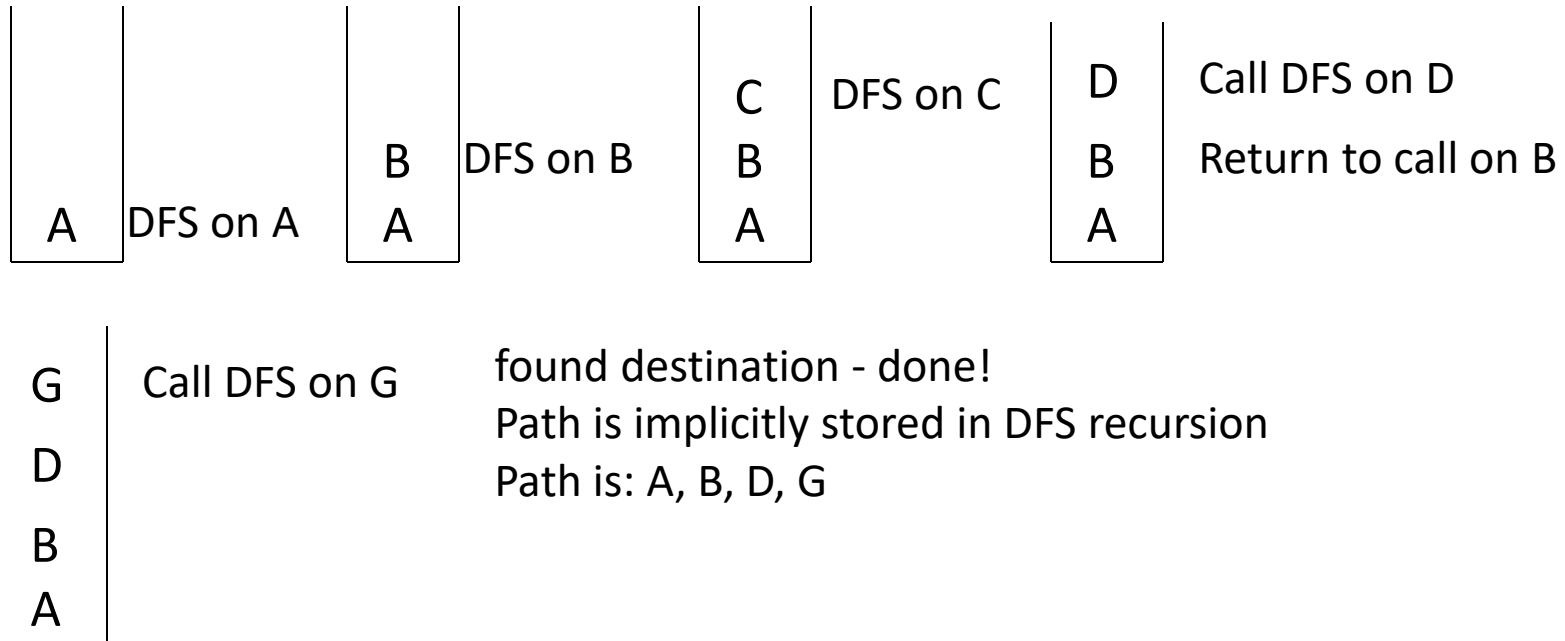 A
DFS on A
B
A
DFS on B
C
B
A
DFS on C
D
B
A
Call DFS on D
Return to call on B
G
D
B
A
Call DFS on G
found destination - done!
Path is implicitly stored in DFS recursion
Path is: A, B, D, G